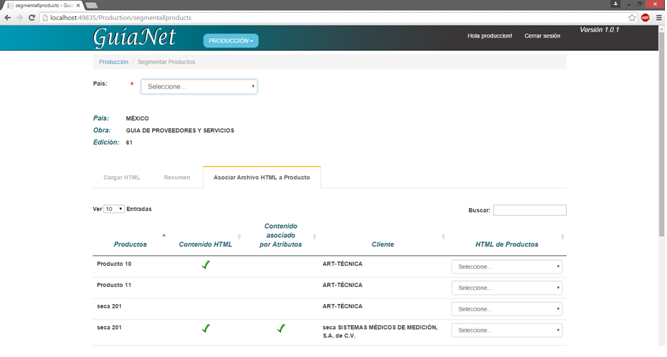 segmentallproducts - GuiaN
localhost:49835/Production/segmentallproducts
GuíaNet
PRODUCCIÓN
Hola produccion!
Cerrar sesión
Versión 1.0.1
Producción / Segmentar Productos
País: * Seleccione...
País: MÉXICO
Obra: GUIA DE PROVEEDORES Y SERVICIOS
Edición: 61
Cargar HTML Resumen Asociar Archivo HTML a Producto
Ver 10 Entradas Buscar:
Productos Contenido HTML Contenido asociado por Atributos Cliente HTML de Productos
Producto 10 ART-TÉCNICA Seleccione...
Producto 11 ART-TÉCNICA Seleccione...
seca 201 ART-TÉCNICA Seleccione...
seca 201 seca SISTEMAS MÉDICOS DE MEDICIÓN, S.A. de C.V. Seleccione...